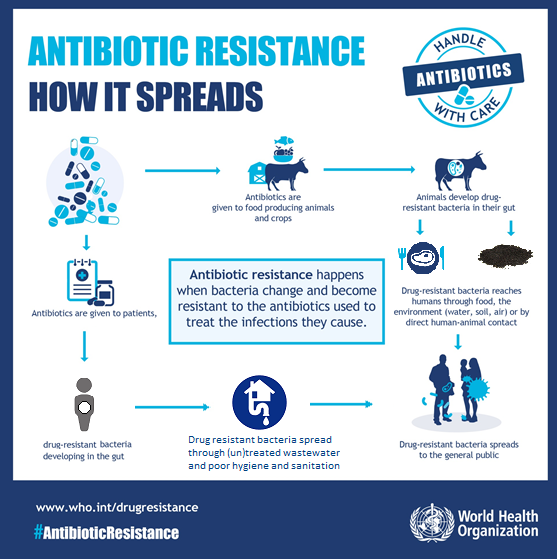 ANTIBIOTIC RESISTANCE
HOW IT SPREADS
HANDLE
ANTIBIOTICS
WITH CARE
Antibiotics are
given to food producing animals
and crops
Animals develop drug-
resistant bacteria in their gut
Antibiotics are given to patients,
Antibiotic resistance happens
when bacteria change and become
resistant to the antibiotics used to
treat the infections they cause.
Drug-resistant bacteria reaches
humans through food, the
environment (water, soil, air) or by
direct human-animal contact
drug-resistant bacteria
developing in the gut
Drug resistant bacteria spread
through (un)treated wastewater
and poor hygiene and sanitation
Drug-resistant bacteria spreads
to the general public
www.who.int/drugresistance
#AntibioticResistance
World Health
Organization